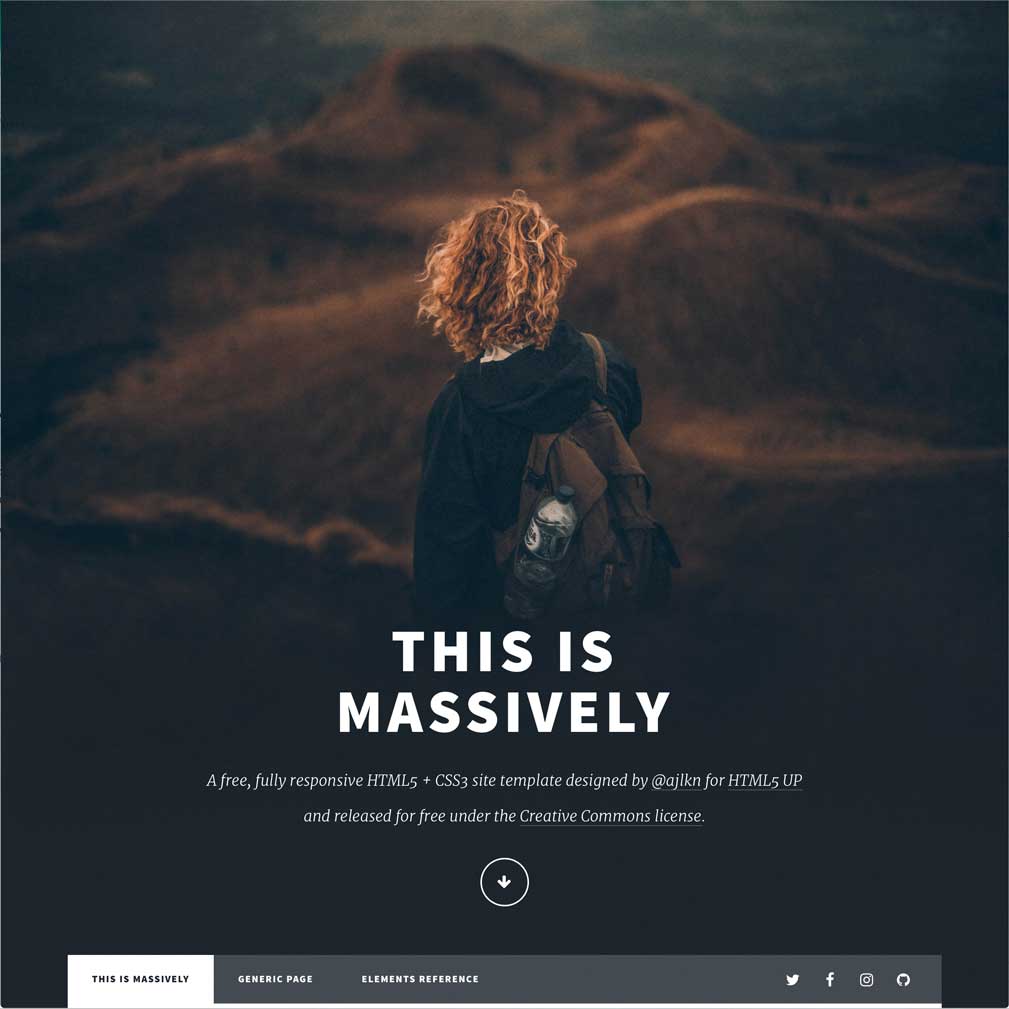 THIS IS
MASSIVELY
A free, fully responsive HTML5 + CSS3 site template designed by @ajlkn for HTML5 UP
and released for free under the Creative Commons license.
THIS IS MASSIVELY GENERIC PAGE ELEMENTS REFERENCE